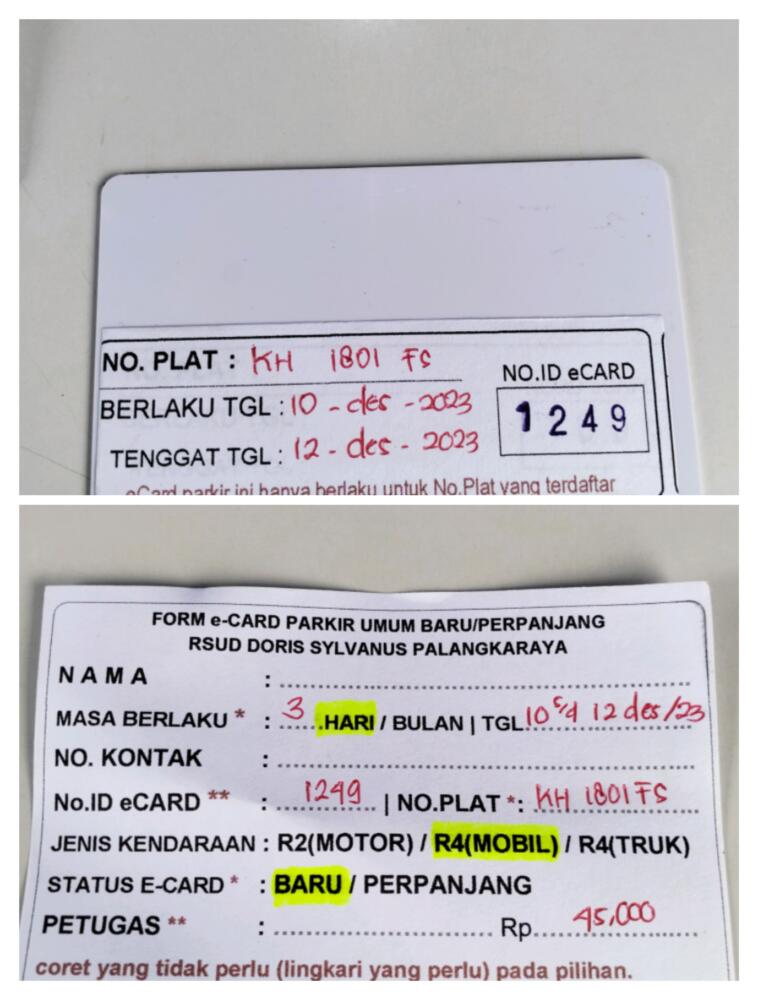 NO. PLAT : KH 1801 FS
NO.ID eCARD
BERLAKU TGL : 10 - des - 2023
1249
TENGGAT TGL : 12 - des - 2023
eCard parkir ini hanya berlaku untuk No.Plat yang terdaftar
FORM e-CARD PARKIR UMUM BARU/PERPANJANG
RSUD DORIS SYLVANUS PALANGKARAYA
NAMA : ..............................
MASA BERLAKU * : 3 HARI / BULAN | TGL 10 s/d 12 des/23
NO. KONTAK : ..............................
No.ID eCARD ** : 1249 | NO.PLAT *: KH 1801 FS
JENIS KENDARAAN : R2(MOTOR) / R4(MOBIL) / R4(TRUK)
STATUS E-CARD * : BARU / PERPANJANG
PETUGAS ** : .................... Rp. 45,000
coret yang tidak perlu (lingkari yang perlu) pada pilihan.